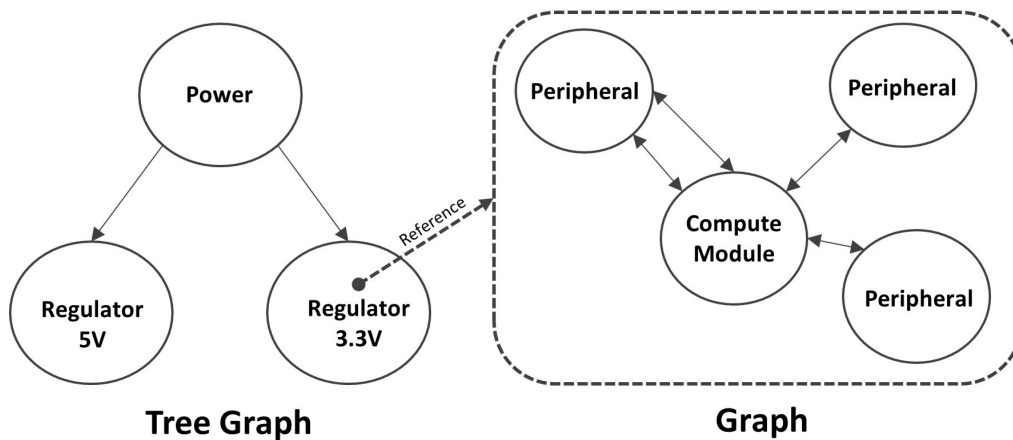 Power
Regulator
5V
Regulator
3.3V
Reference
Peripheral
Peripheral
Compute
Module
Peripheral
Tree Graph
Graph